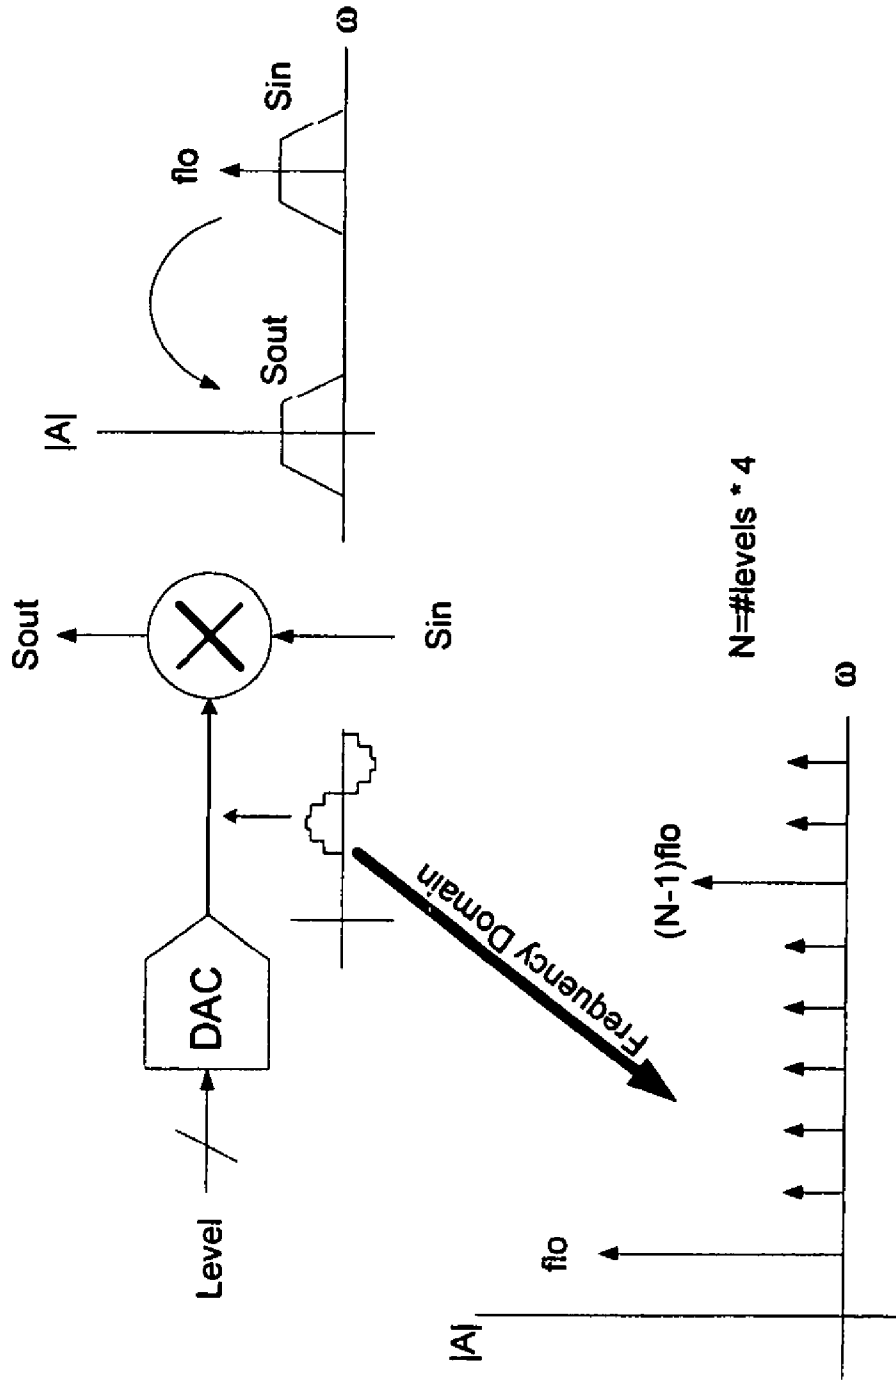 Sout
|A|
flo
Level
DAC
Sout
Sin
ω
Sin
Frequency Domain
|A|
flo
(N-1)flo
N=#levels * 4
ω